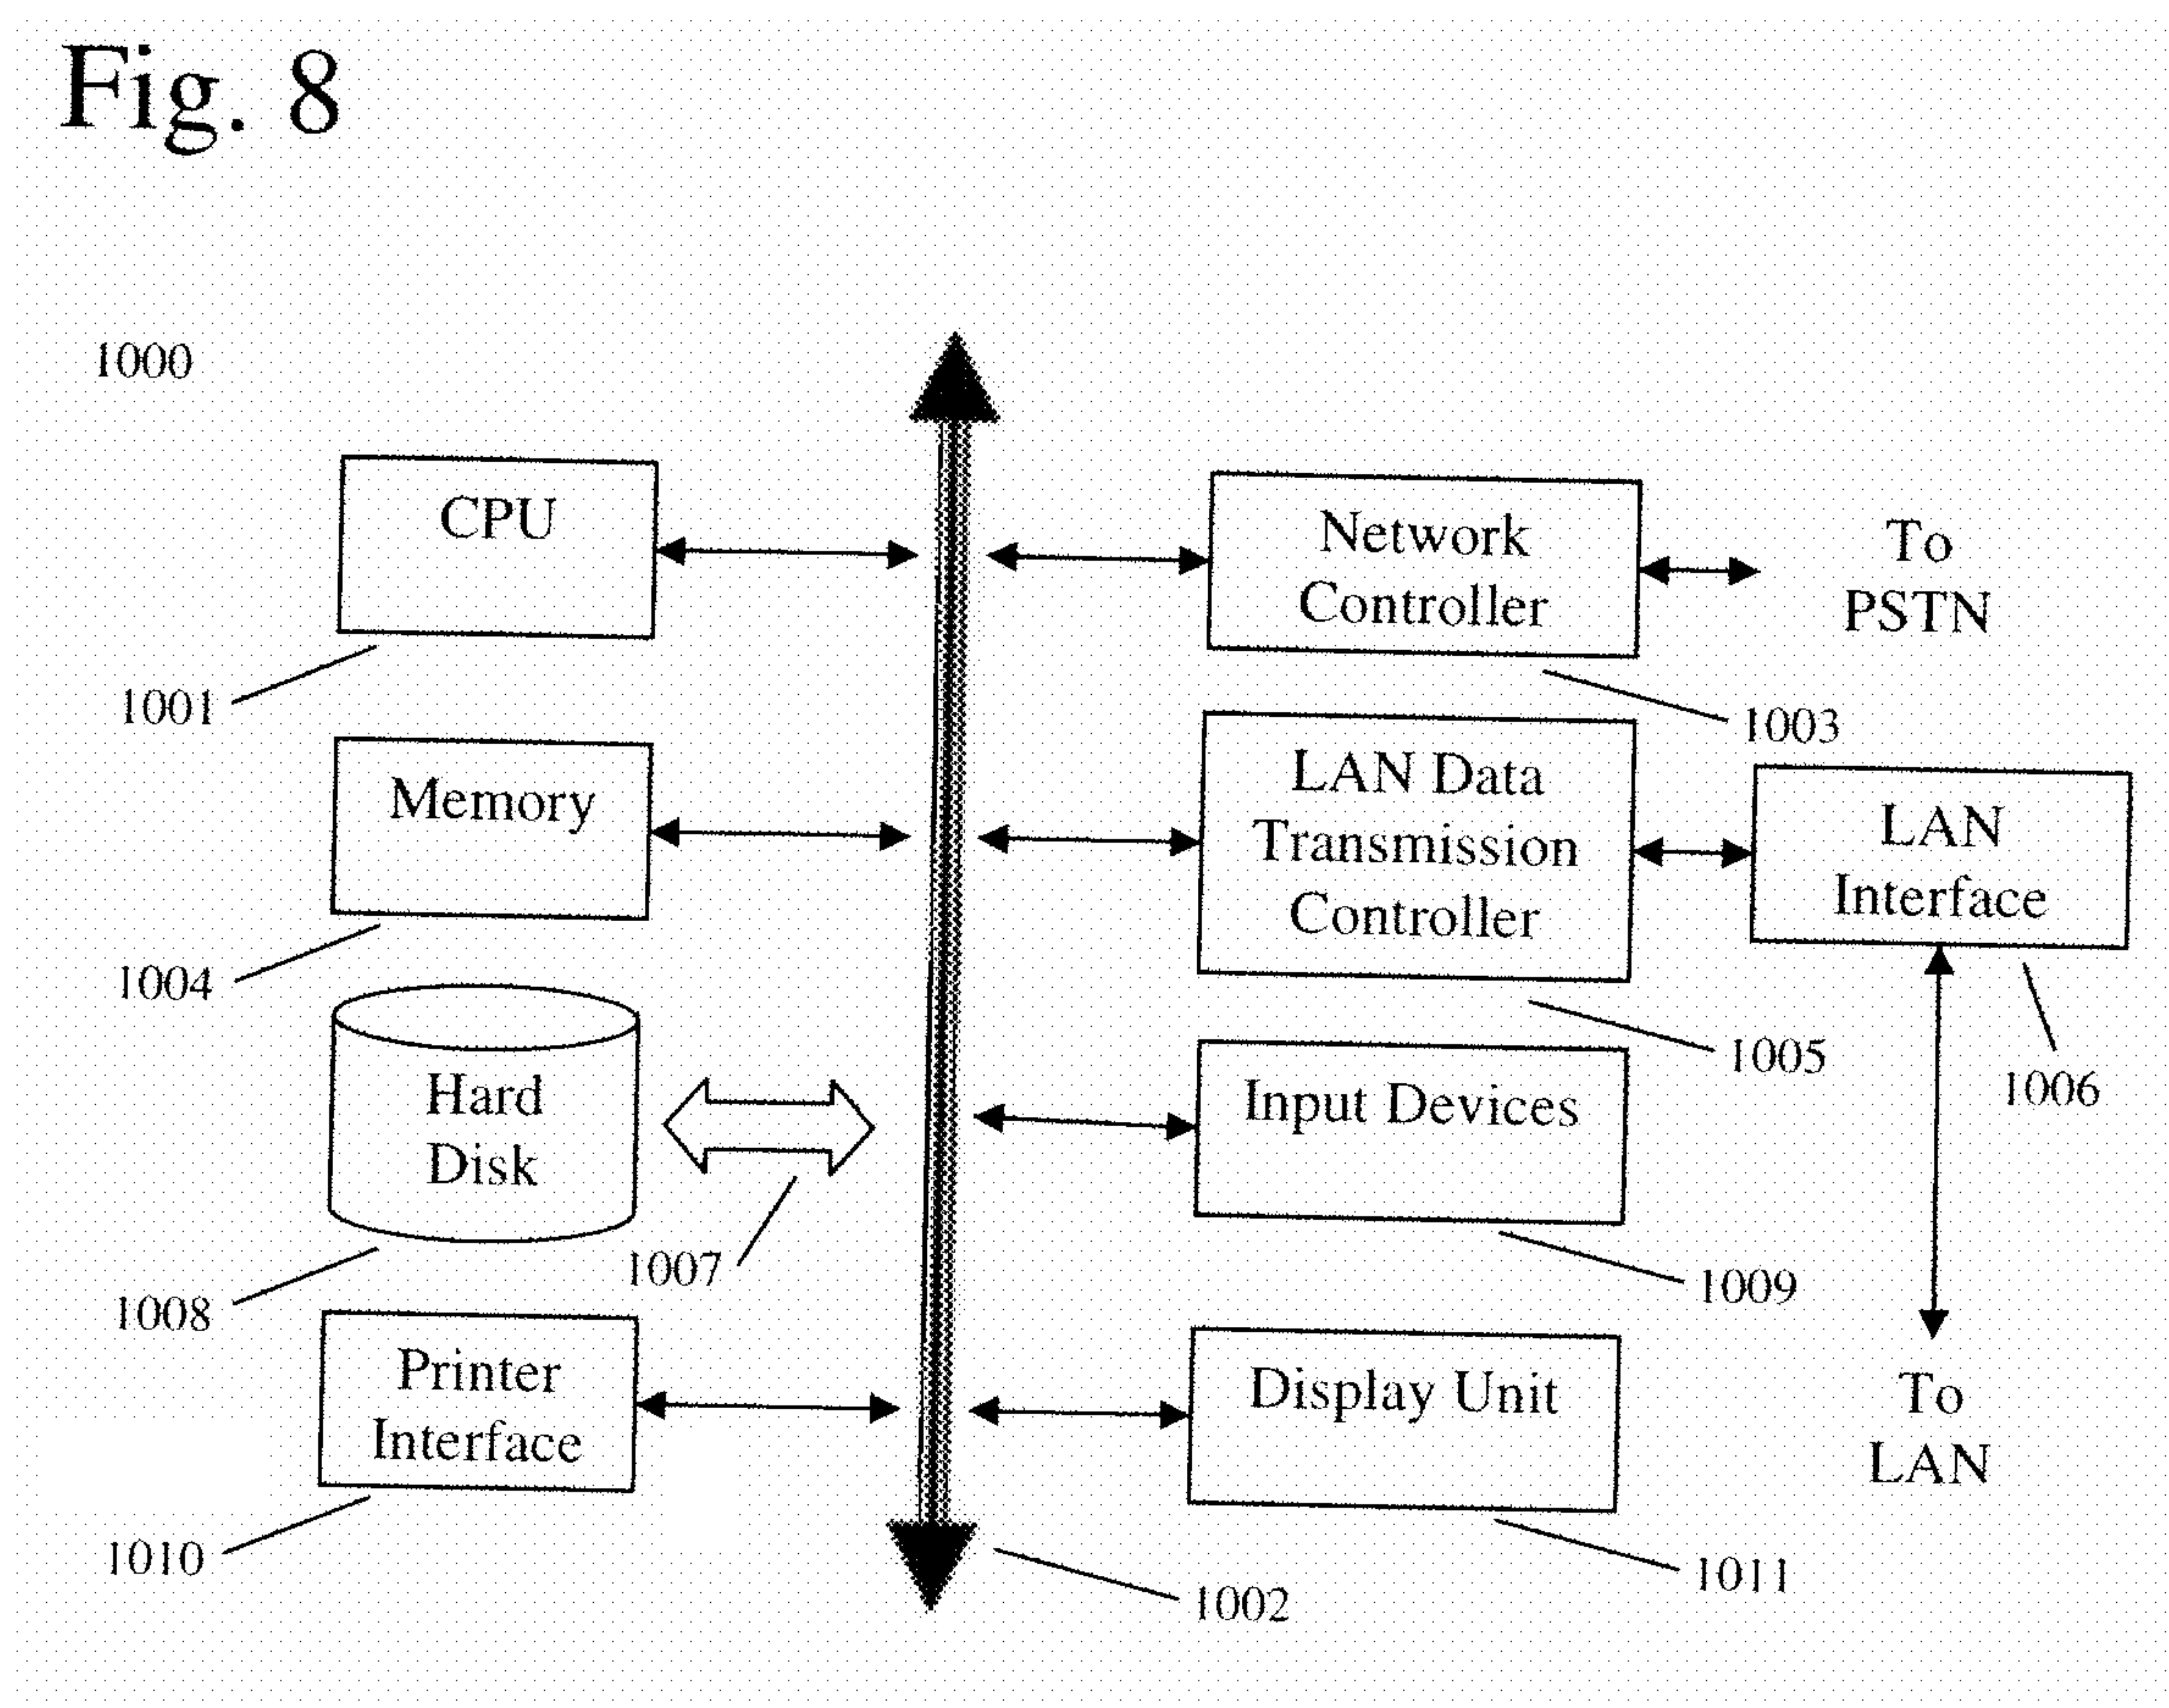 Fig. 8
1000
CPU
1001
Network
Controller
To
PSTN
1003
Memory
1004
LAN Data
Transmission
Controller
1005
LAN
Interface
1006
Hard
Disk
1007
1008
Input Devices
1009
Printer
Interface
1010
Display Unit
1011
To
LAN
1002